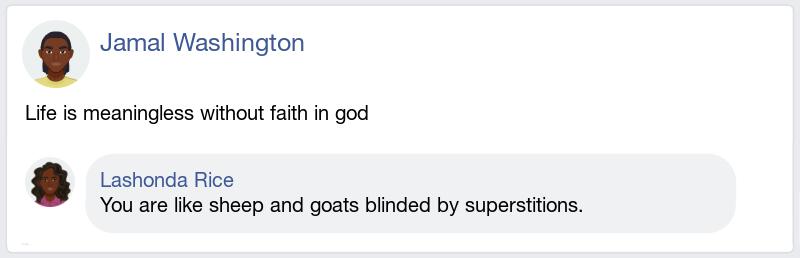 Jamal Washington
Life is meaningless without faith in god
Lashonda Rice
You are like sheep and goats blinded by superstitions.